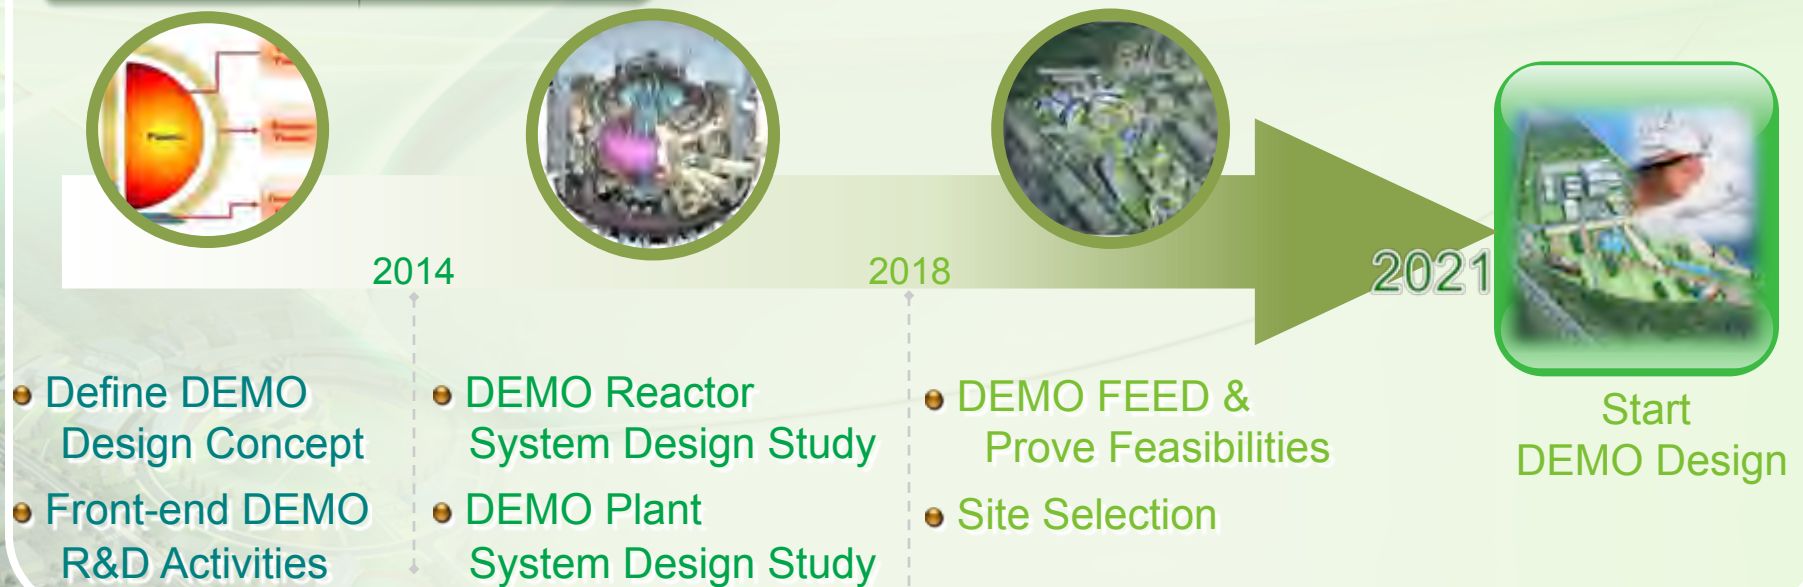 2014
2018
2021
Define DEMO
Design Concept
Front-end DEMO
R&D Activities
DEMO Reactor
System Design Study
DEMO Plant
System Design Study
DEMO FEED &
Prove Feasibilities
Site Selection
Start
DEMO Design